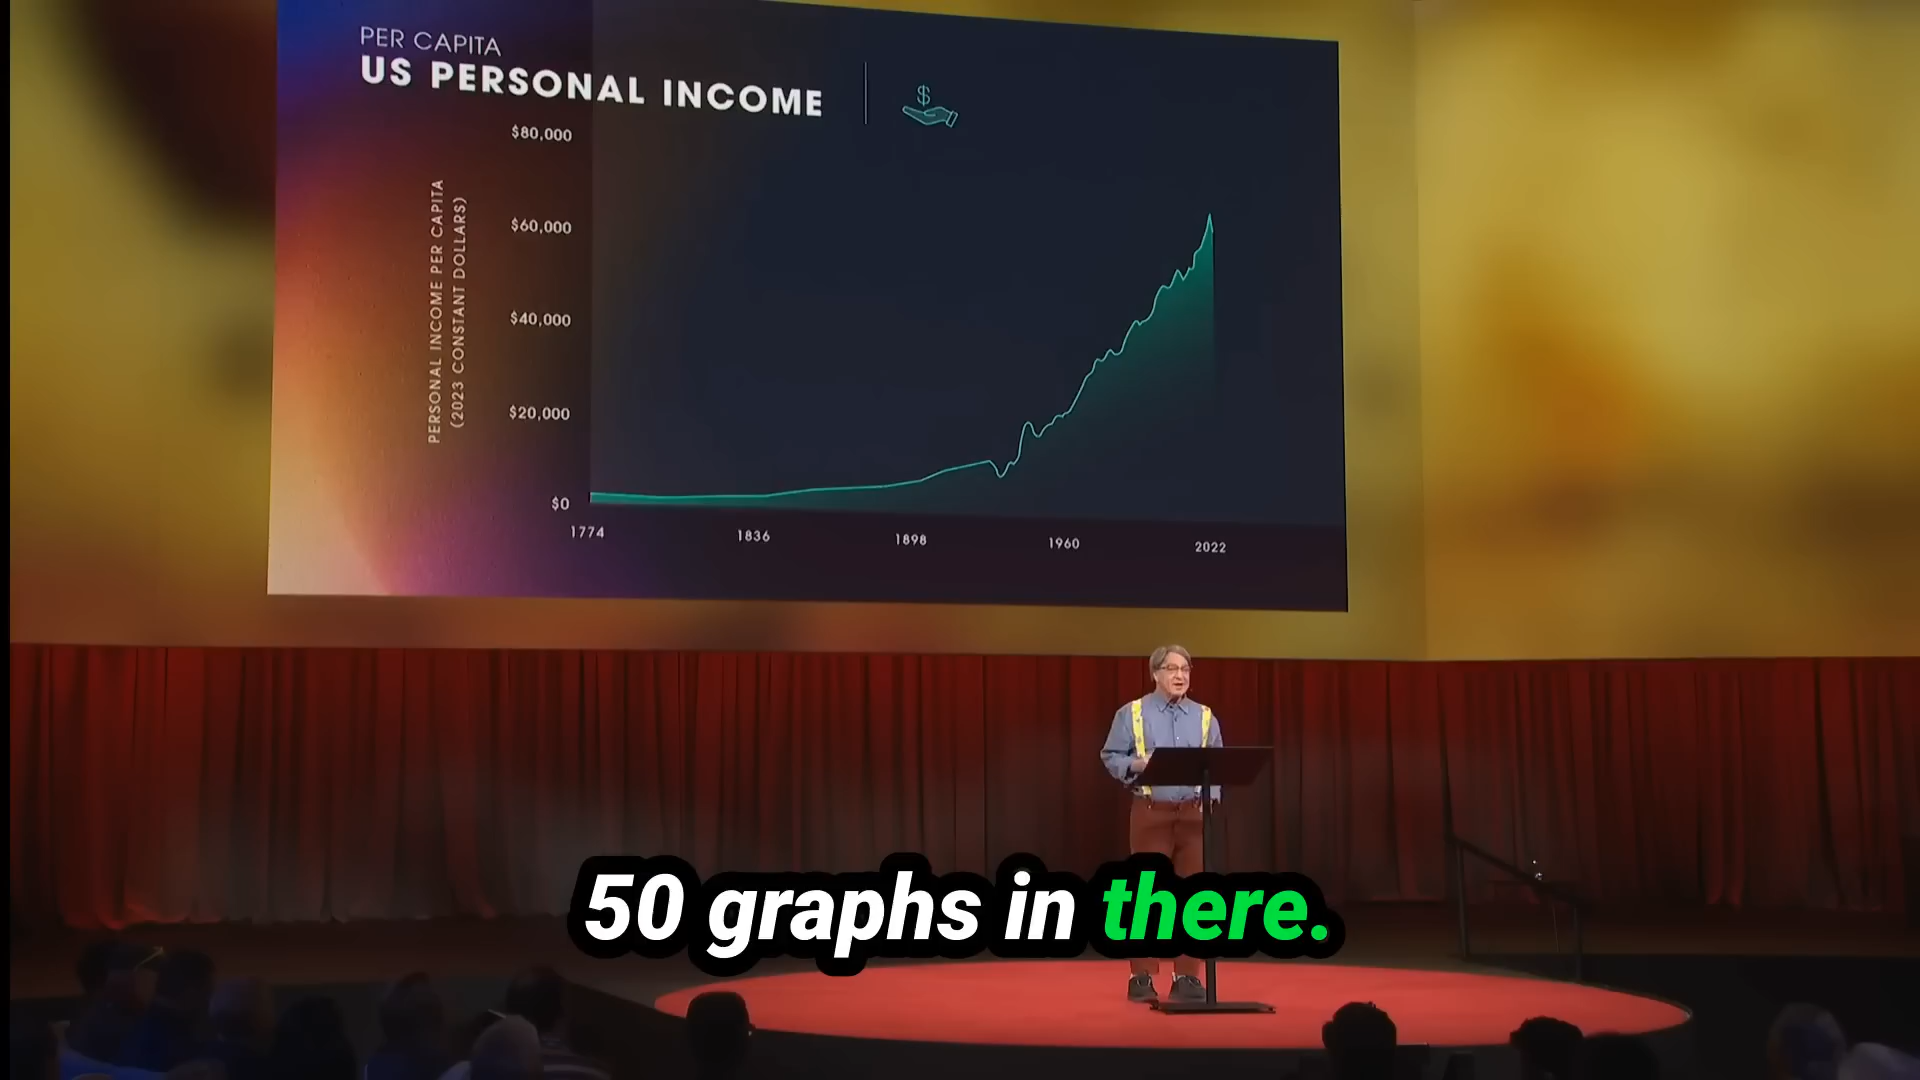 PER CAPITA
US PERSONAL INCOME
$
$80,000
$60,000
$40,000
$20,000
$0
PERSONAL INCOME PER CAPITA
(2023 CONSTANT DOLLARS)
1774
1836
1898
1960
2022
50 graphs in there.